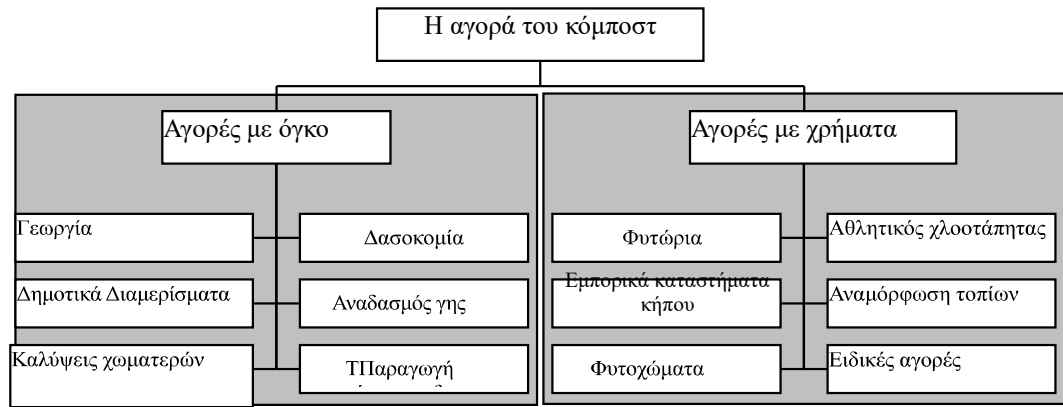 Η αγορά του κόμποστ
Αγορές με όγκο
Αγορές με χρήματα
Γεωργία
Δασοκομία
Φυτώρια
Αθλητικός χλοοτάπητας
Δημοτικά Διαμερίσματα
Αναδασμός γης
Εμπορικά καταστήματα
κήπου
Αναμόρφωση τοπίων
Καλύψεις χωματερών
ΤΠαραγωγή
Φυτοχώματα
Ειδικές αγορές